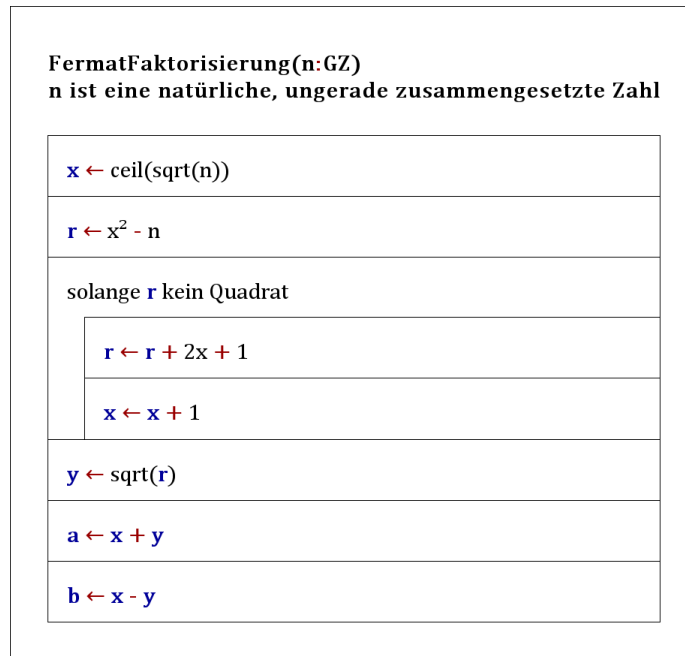 FermatFaktorisierung(n:GZ)
n ist eine natürliche, ungerade zusammengesetzte Zahl
x ← ceil(sqrt(n))
r ← x² - n
solange r kein Quadrat
r ← r + 2x + 1
x ← x + 1
y ← sqrt(r)
a ← x + y
b ← x - y